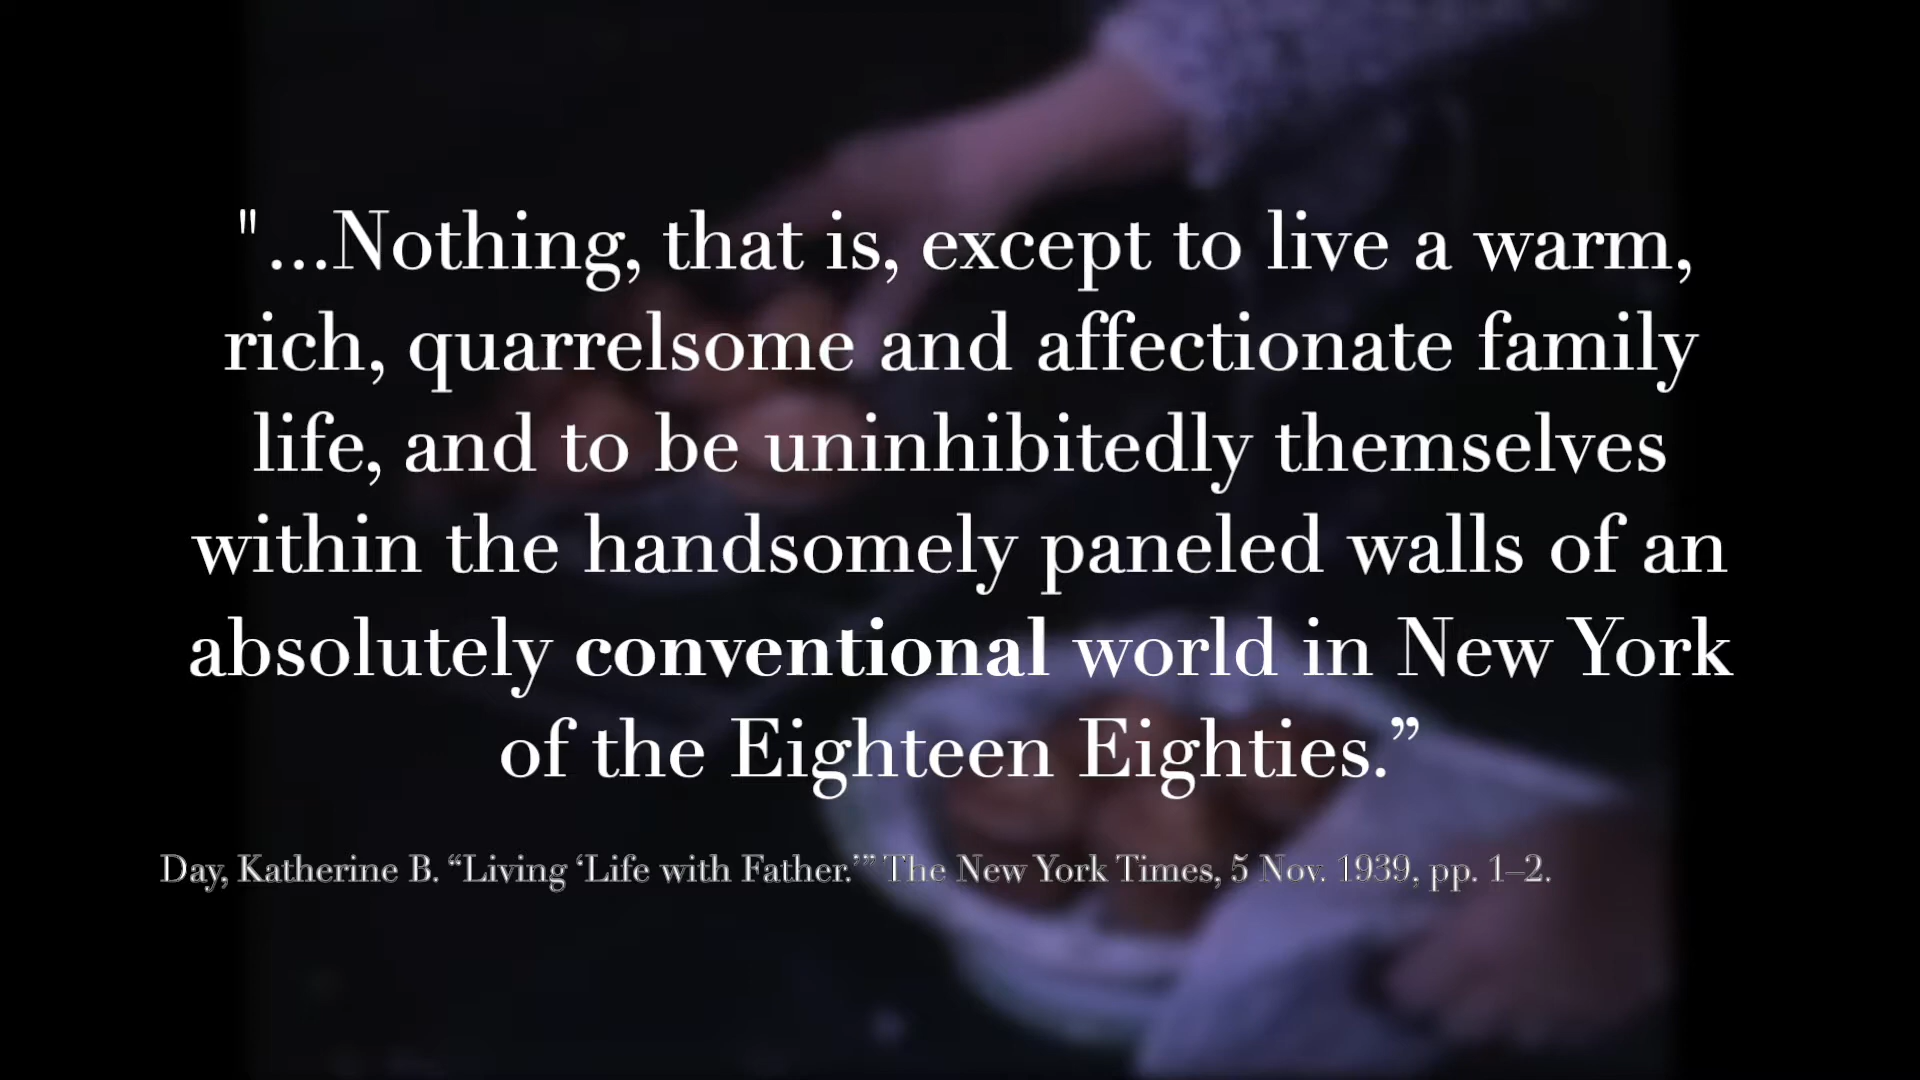 "...Nothing, that is, except to live a warm,
rich, quarrelsome and affectionate family
life, and to be uninhibitedly themselves
within the handsomely paneled walls of an
absolutely conventional world in New York
of the Eighteen Eighties.”
Day, Katherine B. “Living ‘Life with Father.’” The New York Times, 5 Nov. 1939, pp. 1–2.